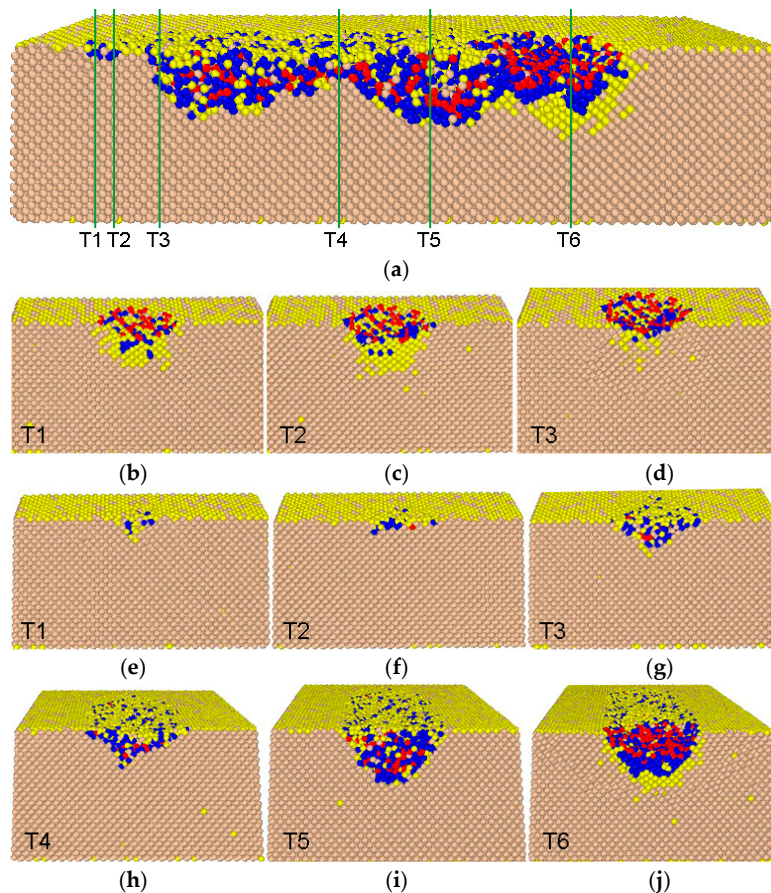 T1 T2 T3 T4 T5 T6
(a)
T1 T2 T3
(b) (c) (d)
T1 T2 T3
(e) (f) (g)
T4 T5 T6
(h) (i) (j)